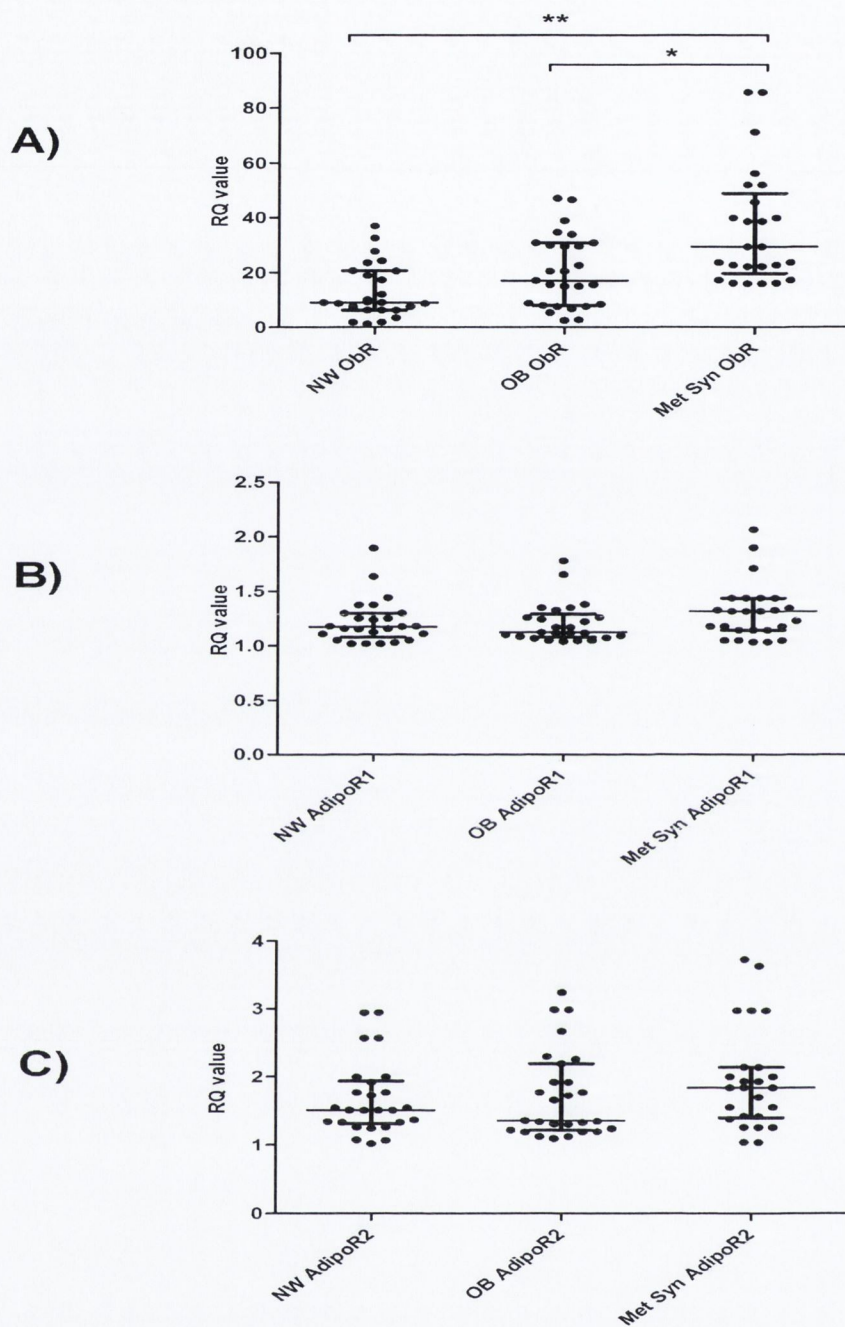 **
*
A)
RQ value
100
80
60
40
20
0
NW ObR
OB ObR
Met Syn ObR
B)
RQ value
2.5
2.0
1.5
1.0
0.5
0.0
NW AdipoR1
OB AdipoR1
Met Syn AdipoR1
C)
RQ value
4
3
2
1
0
NW AdipoR2
OB AdipoR2
Met Syn AdipoR2